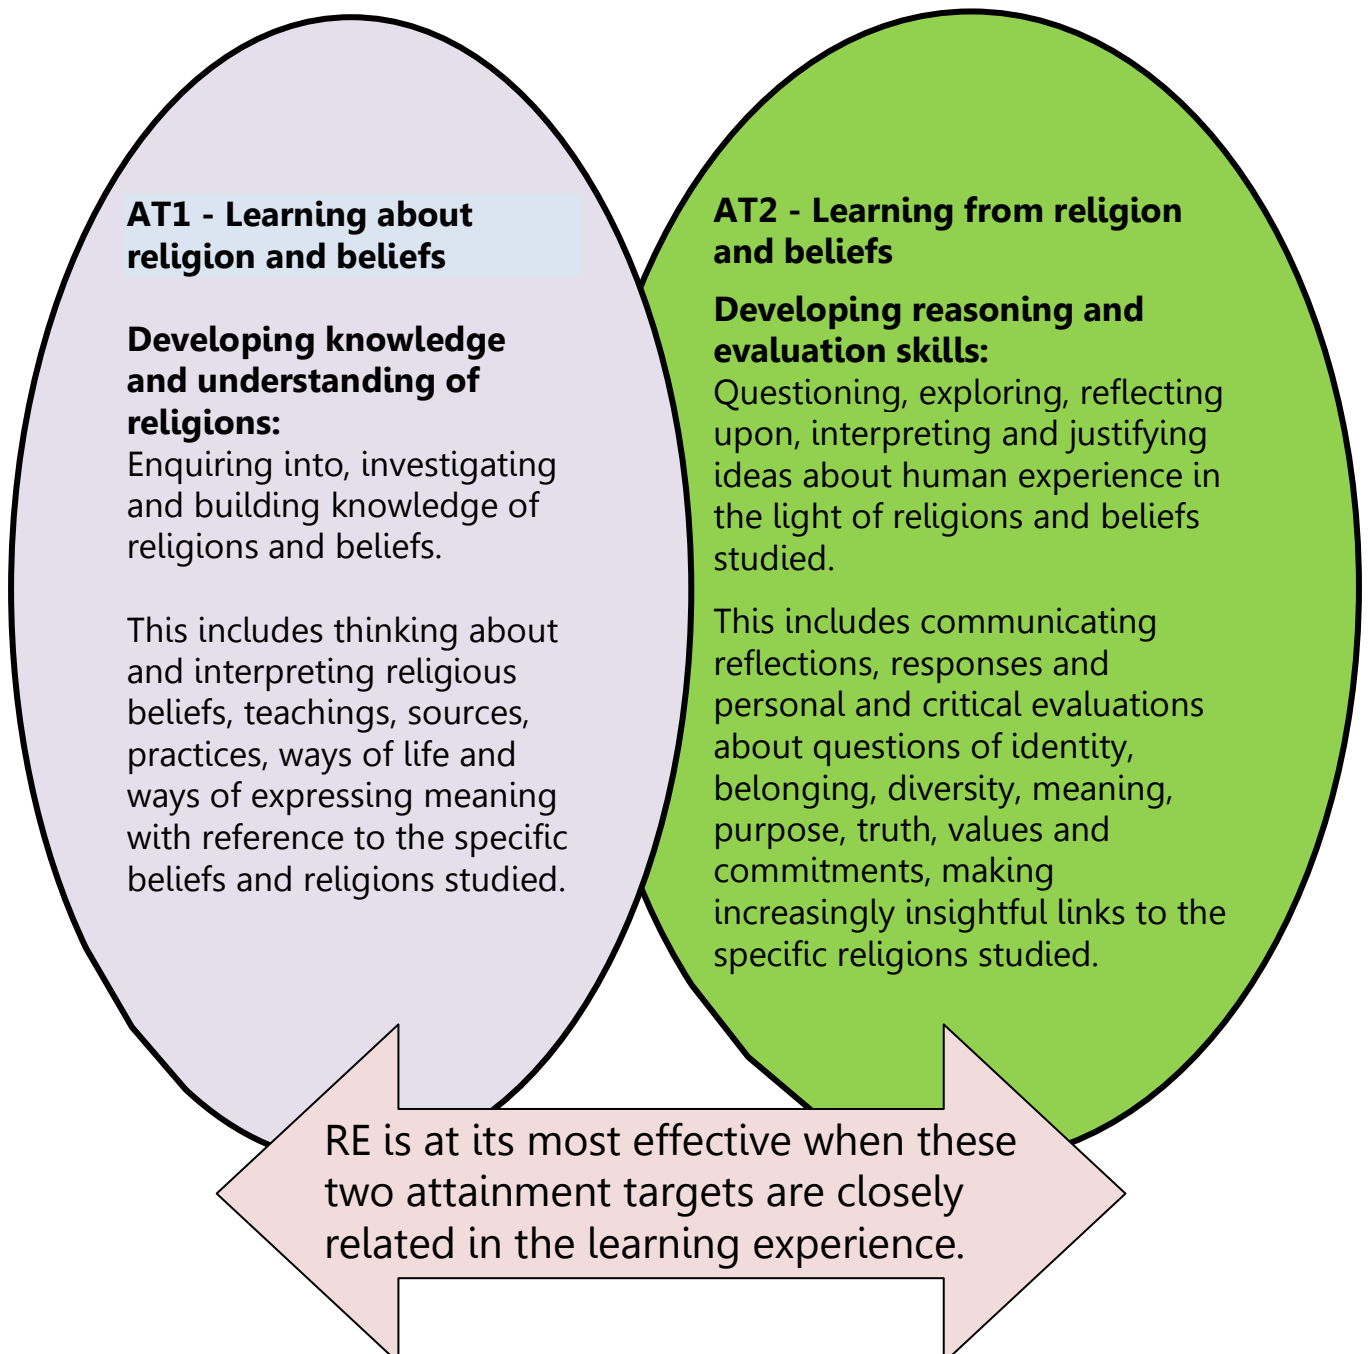 AT1 - Learning about
religion and beliefs
Developing knowledge
and understanding of
religions:
Enquiring into, investigating
and building knowledge of
religions and beliefs.
This includes thinking about
and interpreting religious
beliefs, teachings, sources,
practices, ways of life and
ways of expressing meaning
with reference to the specific
beliefs and religions studied.
AT2 - Learning from religion
and beliefs
Developing reasoning and
evaluation skills:
Questioning, exploring, reflecting
upon, interpreting and justifying
ideas about human experience in
the light of religions and beliefs
studied.
This includes communicating
reflections, responses and
personal and critical evaluations
about questions of identity,
belonging, diversity, meaning,
purpose, truth, values and
commitments, making
increasingly insightful links to the
specific religions studied.
RE is at its most effective when these
two attainment targets are closely
related in the learning experience.